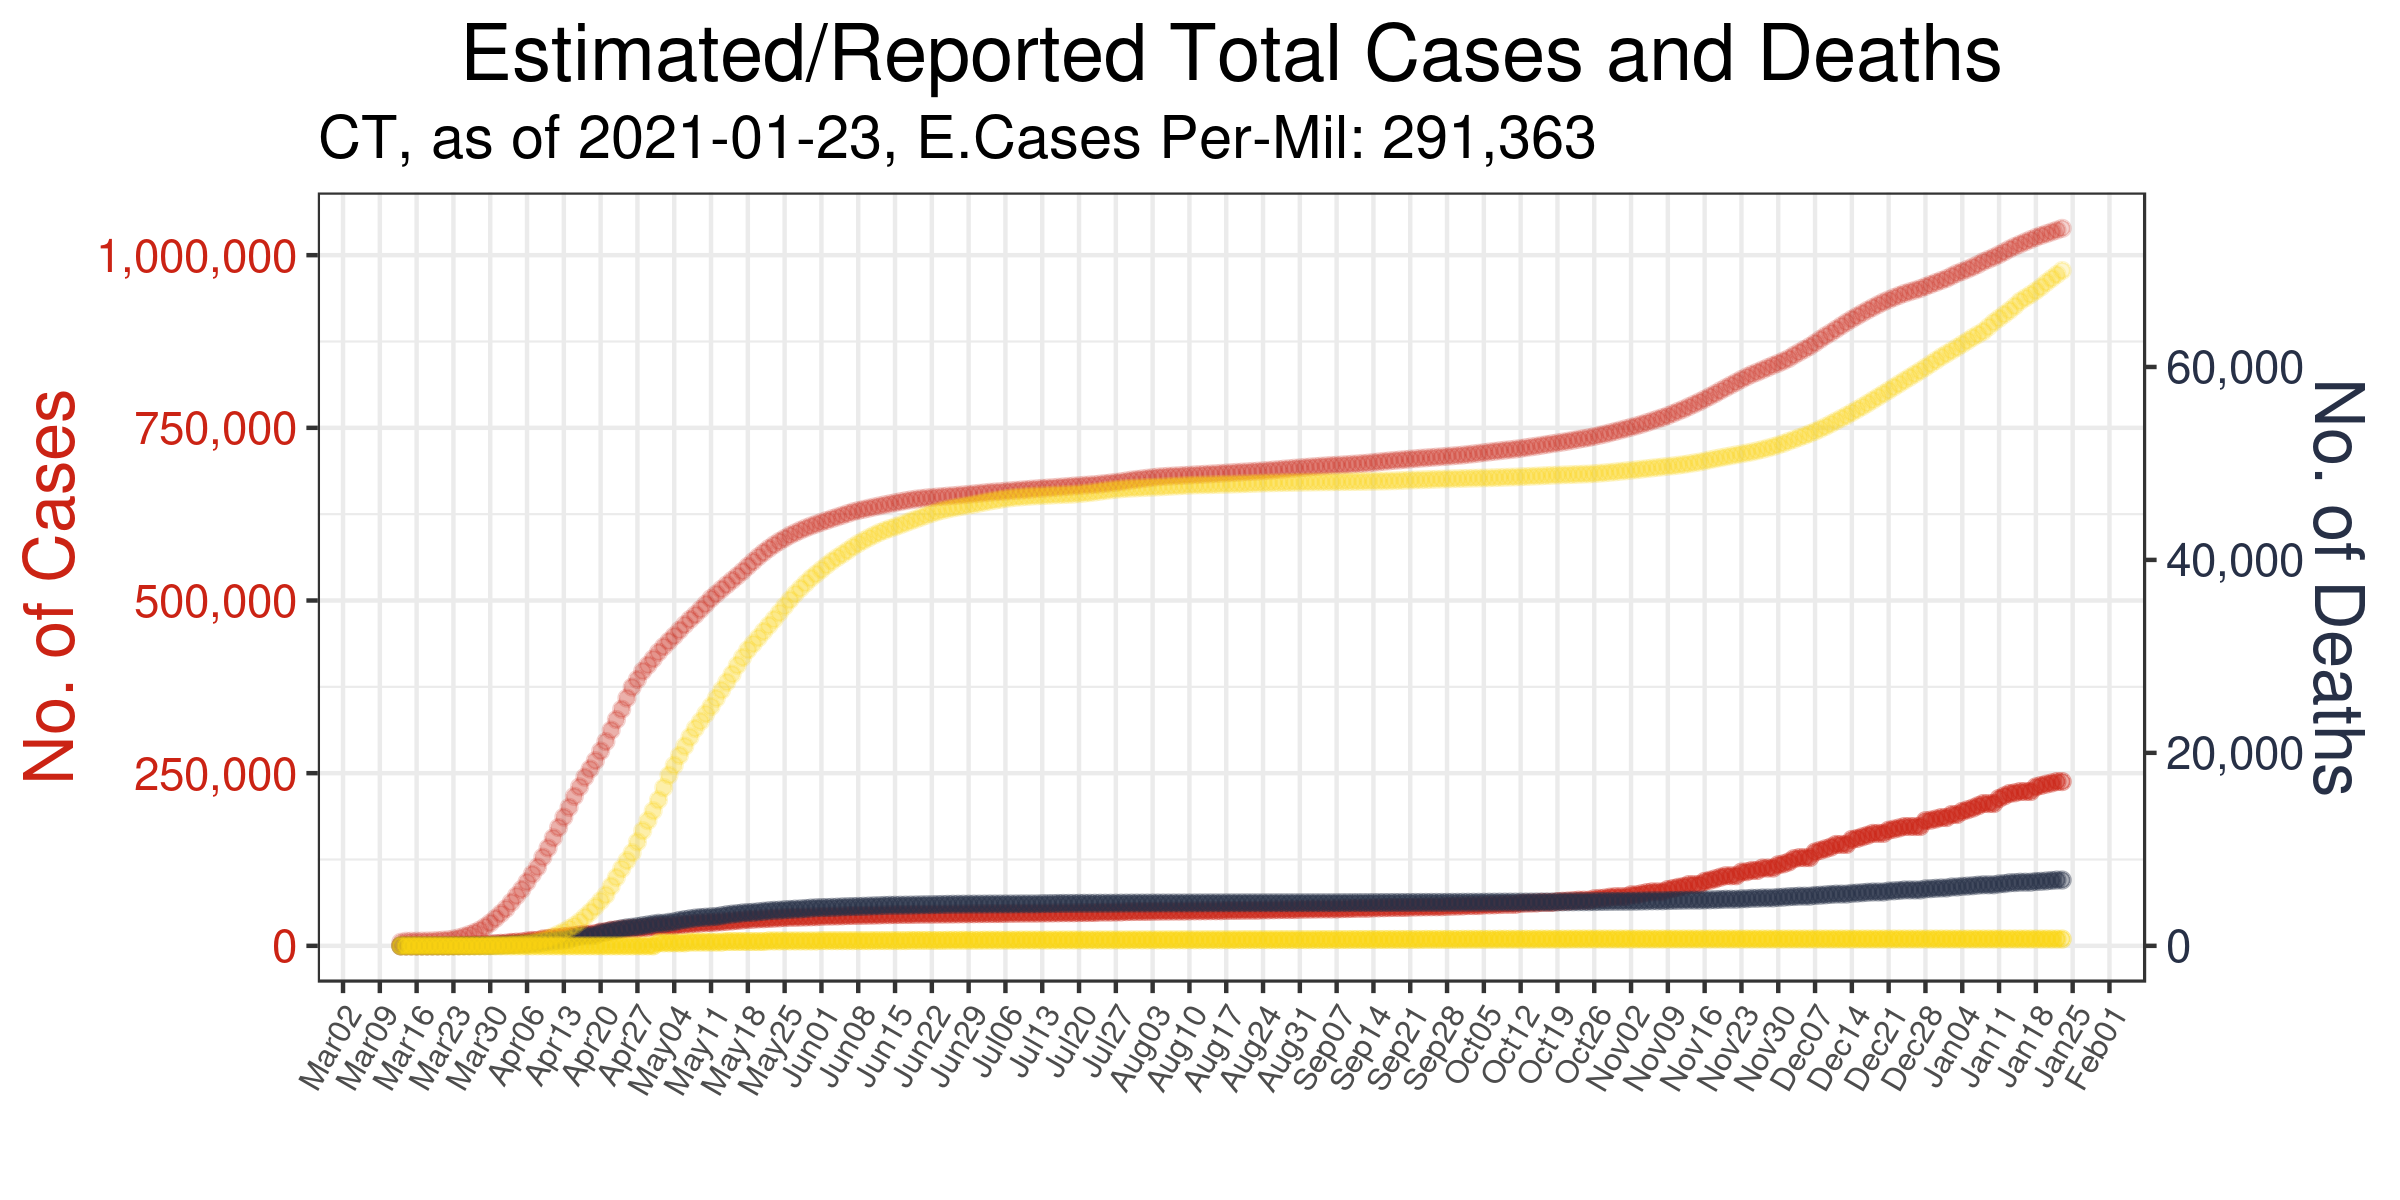 Estimated/Reported Total Cases and Deaths
CT, as of 2021-01-23, E.Cases Per-Mil: 291,363
No. of Cases
1,000,000
750,000
500,000
250,000
0
60,000
40,000
20,000
0
No. of Deaths
Mar02
Mar09
Mar16
Mar23
Mar30
Apr06
Apr13
Apr20
Apr27
May04
May11
May18
May25
Jun01
Jun08
Jun15
Jun22
Jun29
Jul06
Jul13
Jul20
Jul27
Aug03
Aug10
Aug17
Aug24
Aug31
Sep07
Sep14
Sep21
Sep28
Oct05
Oct12
Oct19
Oct26
Nov02
Nov09
Nov16
Nov23
Nov30
Dec07
Dec14
Dec21
Dec28
Jan04
Jan11
Jan18
Jan25
Feb01